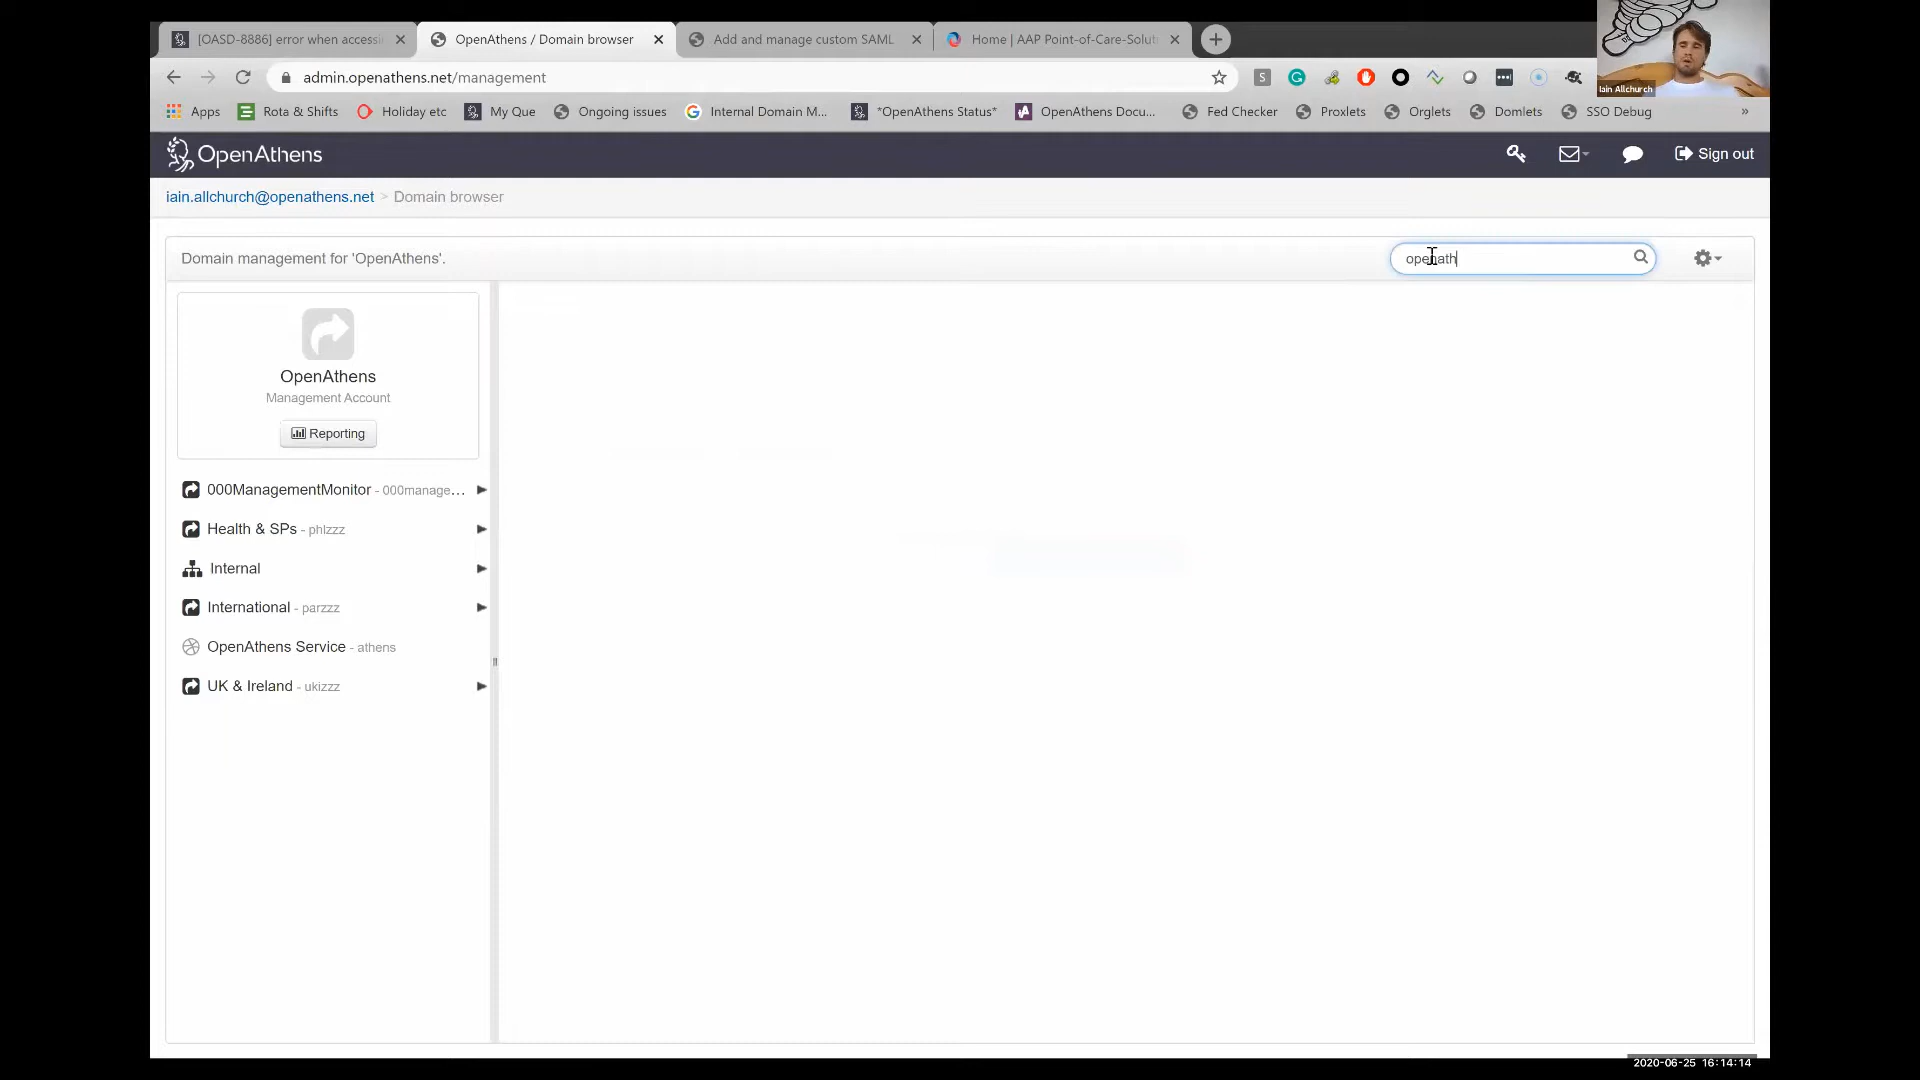 [OASD-8886] error when accessi
OpenAthens / Domain browser
Add and manage custom SAML
Home | AAP Point-of-Care-Solut
Iain Allchurch
admin.openathens.net/management
Apps
Rota & Shifts
Holiday etc
My Que
Ongoing issues
Internal Domain M...
*OpenAthens Status*
OpenAthens Docu...
Fed Checker
Proxlets
Orglets
Domlets
SSO Debug
»
OpenAthens
Sign out
iain.allchurch@openathens.net > Domain browser
Domain management for 'OpenAthens'.
openath
OpenAthens
Management Account
Reporting
000ManagementMonitor - 000manage...
Health & SPs - phlzzz
Internal
International - parzzz
OpenAthens Service - athens
UK & Ireland - ukizzz
2020-06-25 16:14:14